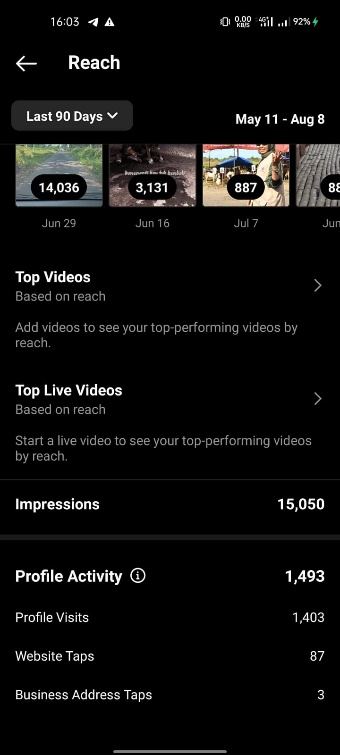 16:03
0.00
KB/S
4G
92%
Reach
Last 90 Days
May 11 - Aug 8
14,036
3,131
887
88
Jun 29
Jun 16
Jul 7
Jun
Top Videos
Based on reach
Add videos to see your top-performing videos by
reach.
Top Live Videos
Based on reach
Start a live video to see your top-performing videos
by reach.
Impressions
15,050
Profile Activity
1,493
Profile Visits
1,403
Website Taps
87
Business Address Taps
3